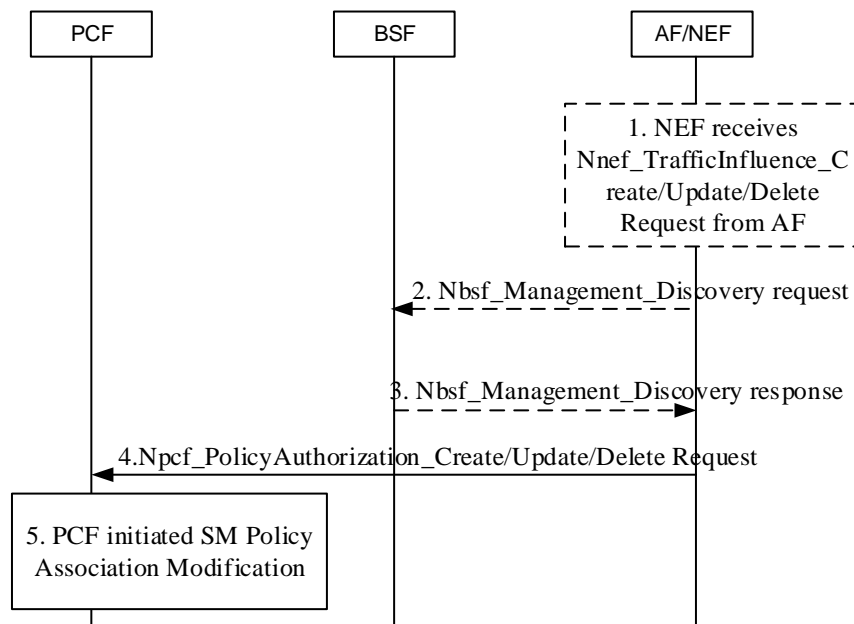 PCF
BSF
AF/NEF
1. NEF receives
Nnef_TrafficInfluence_C
reate/Update/Delete
Request from AF
2. Nbsf_Management_Discovery request
3. Nbsf_Management_Discovery response
4.Npcf_PolicyAuthorization_Create/Update/Delete Request
5. PCF initiated SM Policy
Association Modification